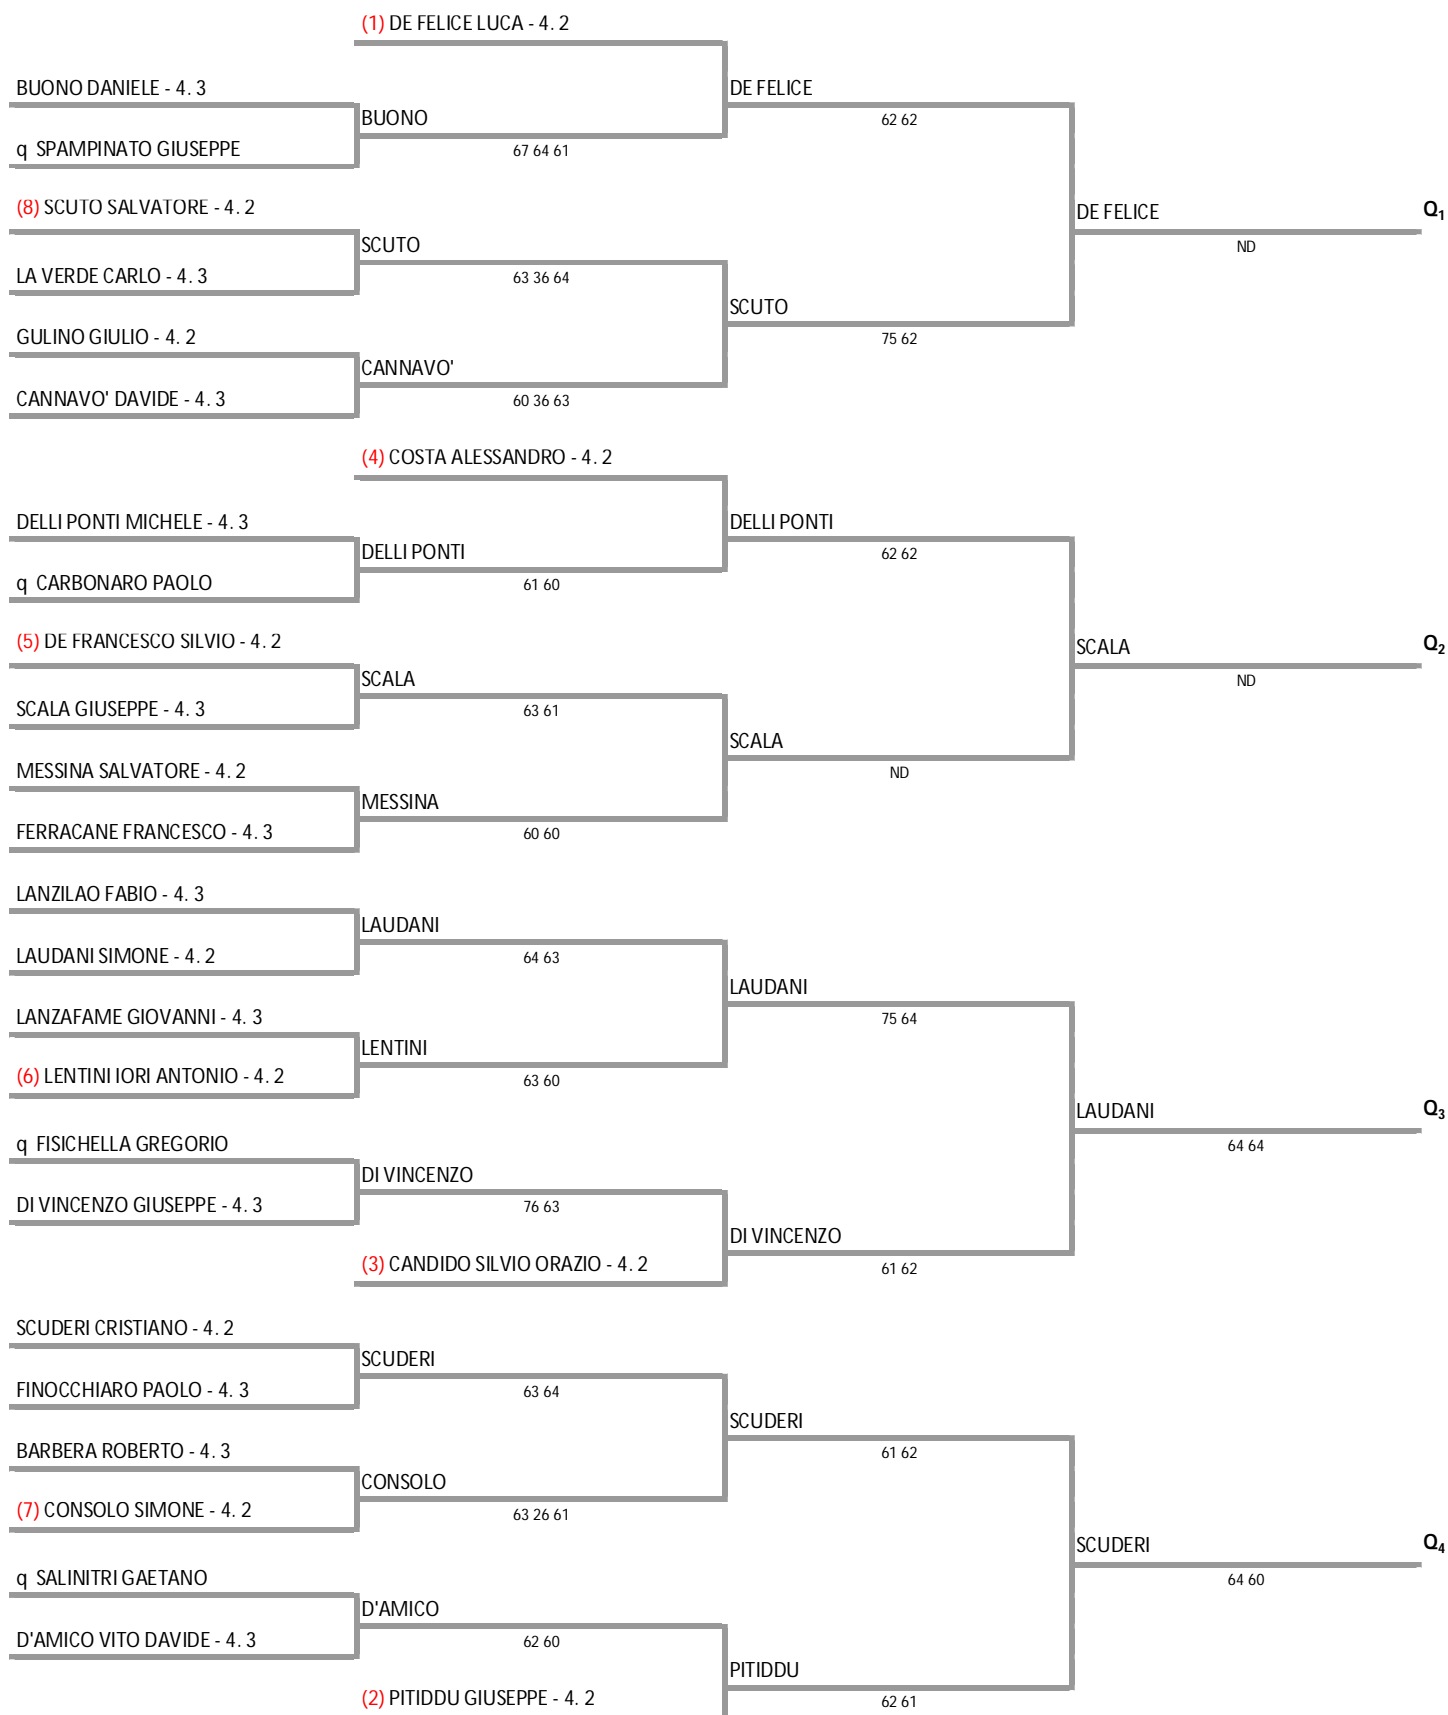 (1) DE FELICE LUCA - 4. 2
BUONO DANIELE - 4. 3
DE FELICE
BUONO
62 62
q SPAMPINATO GIUSEPPE
67 64 61
(8) SCUTO SALVATORE - 4. 2
DE FELICE
Q1
SCUTO
ND
LA VERDE CARLO - 4. 3
63 36 64
SCUTO
GULINO GIULIO - 4. 2
75 62
CANNAVO'
CANNAVO' DAVIDE - 4. 3
60 36 63
(4) COSTA ALESSANDRO - 4. 2
DELLI PONTI MICHELE - 4. 3
DELLI PONTI
DELLI PONTI
62 62
q CARBONARO PAOLO
61 60
(5) DE FRANCESCO SILVIO - 4. 2
SCALA
Q2
SCALA
ND
SCALA GIUSEPPE - 4. 3
63 61
SCALA
MESSINA SALVATORE - 4. 2
ND
MESSINA
FERRACANE FRANCESCO - 4. 3
60 60
LANZILAO FABIO - 4. 3
LAUDANI
LAUDANI SIMONE - 4. 2
64 63
LAUDANI
LANZAFAME GIOVANNI - 4. 3
75 64
LENTINI
(6) LENTINI IORI ANTONIO - 4. 2
63 60
LAUDANI
Q3
q FISICHELLA GREGORIO
64 64
DI VINCENZO
DI VINCENZO GIUSEPPE - 4. 3
76 63
DI VINCENZO
(3) CANDIDO SILVIO ORAZIO - 4. 2
61 62
SCUDERI CRISTIANO - 4. 2
SCUDERI
FINOCCHIARO PAOLO - 4. 3
63 64
SCUDERI
BARBERA ROBERTO - 4. 3
61 62
CONSOLO
(7) CONSOLO SIMONE - 4. 2
63 26 61
SCUDERI
Q4
q SALINITRI GAETANO
64 60
D'AMICO
D'AMICO VITO DAVIDE - 4. 3
62 60
PITIDDU
(2) PITIDDU GIUSEPPE - 4. 2
62 61